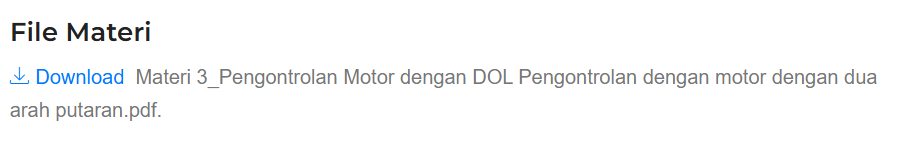 File Materi
Download Materi 3_Pengontrolan Motor dengan DOL Pengontrolan dengan motor dengan dua
arah putaran.pdf.